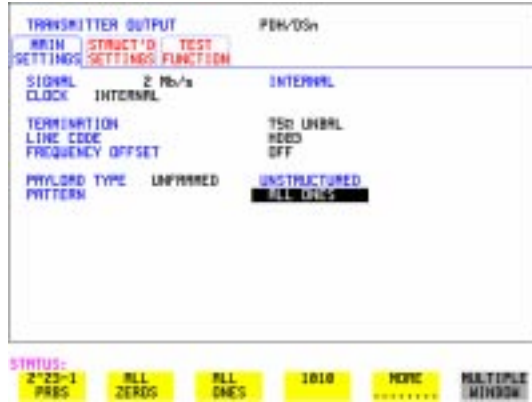 TRANSMITTER OUTPUT PDH/DSn
MAIN SETTINGS STRUCT'D SETTINGS TEST FUNCTION
SIGNAL 2 Mb/s INTERNAL
CLOCK INTERNAL
TERMINATION 75Ω UNBAL
LINE CODE HDB3
FREQUENCY OFFSET OFF
PAYLOAD TYPE UNFRAMED UNSTRUCTURED
PATTERN ALL ONES
STATUS:
2^23-1 PRBS ALL ZEROS ALL ONES 1010 MORE ........ MULTIPLE WINDOW